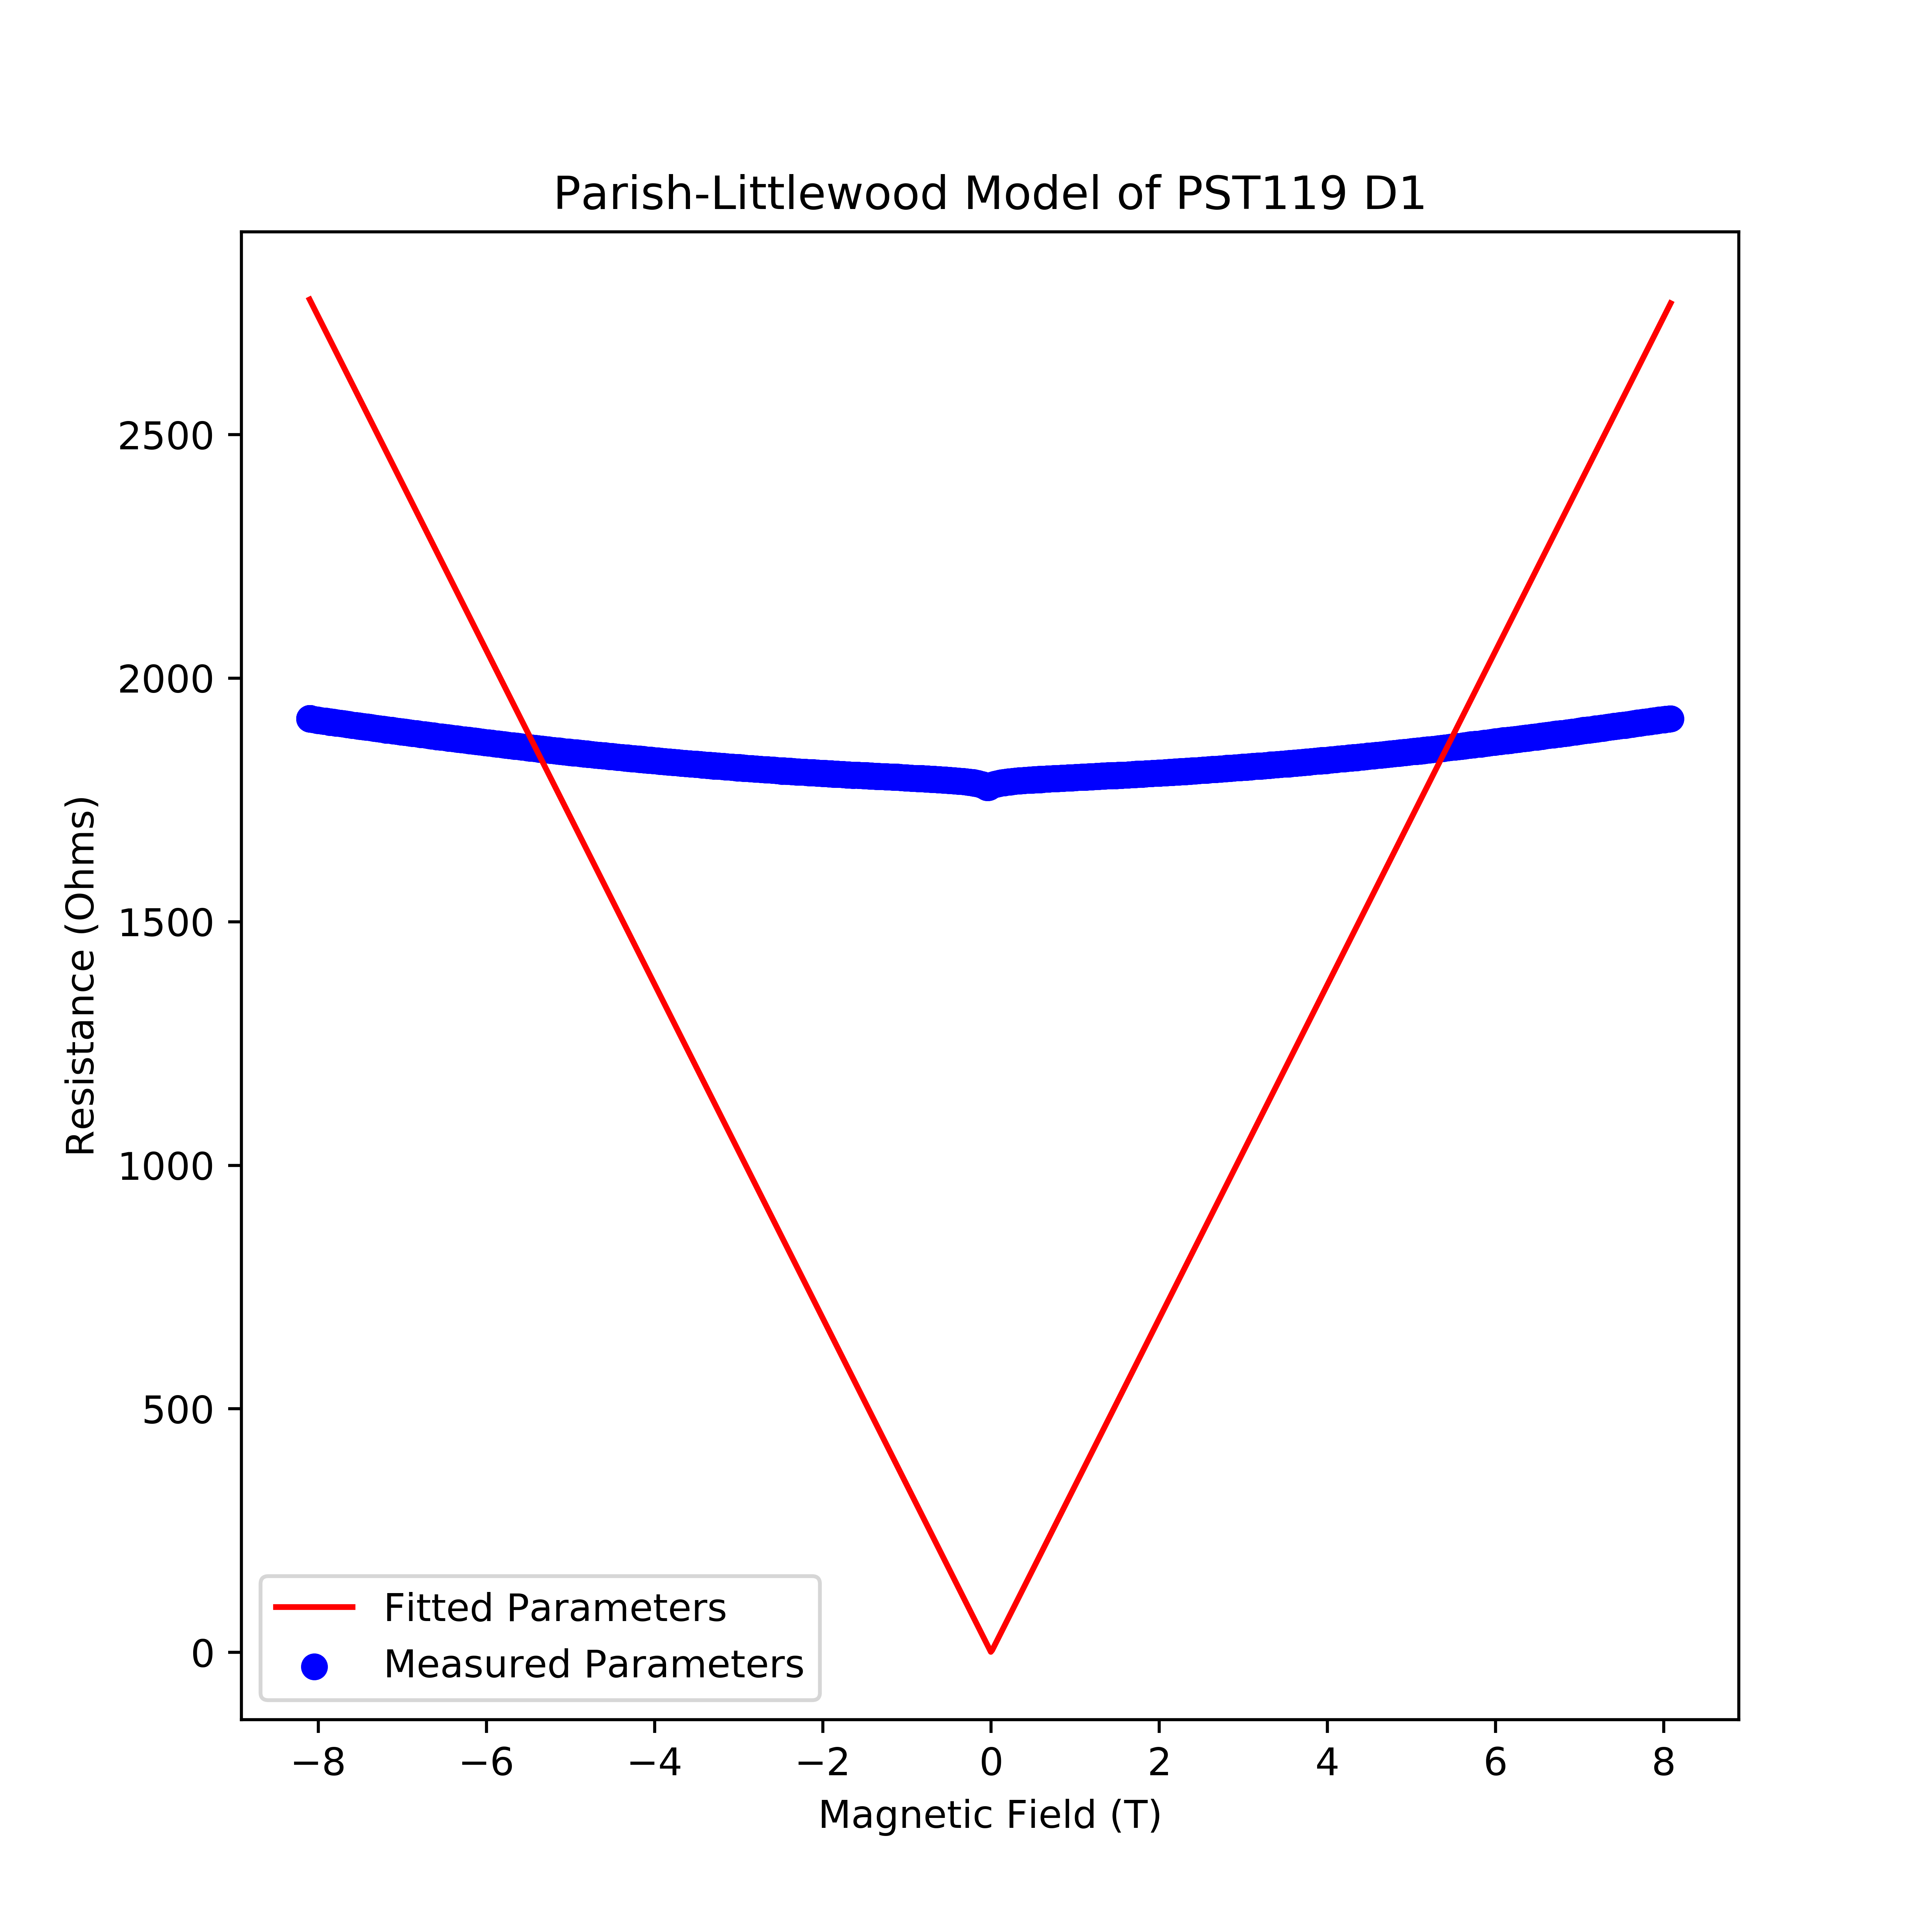 Parish-Littlewood Model of PST119 D1
2500
2000
1500
1000
500
0
Resistance (Ohms)
Fitted Parameters
Measured Parameters
−8 −6 −4 −2 0 2 4 6 8
Magnetic Field (T)